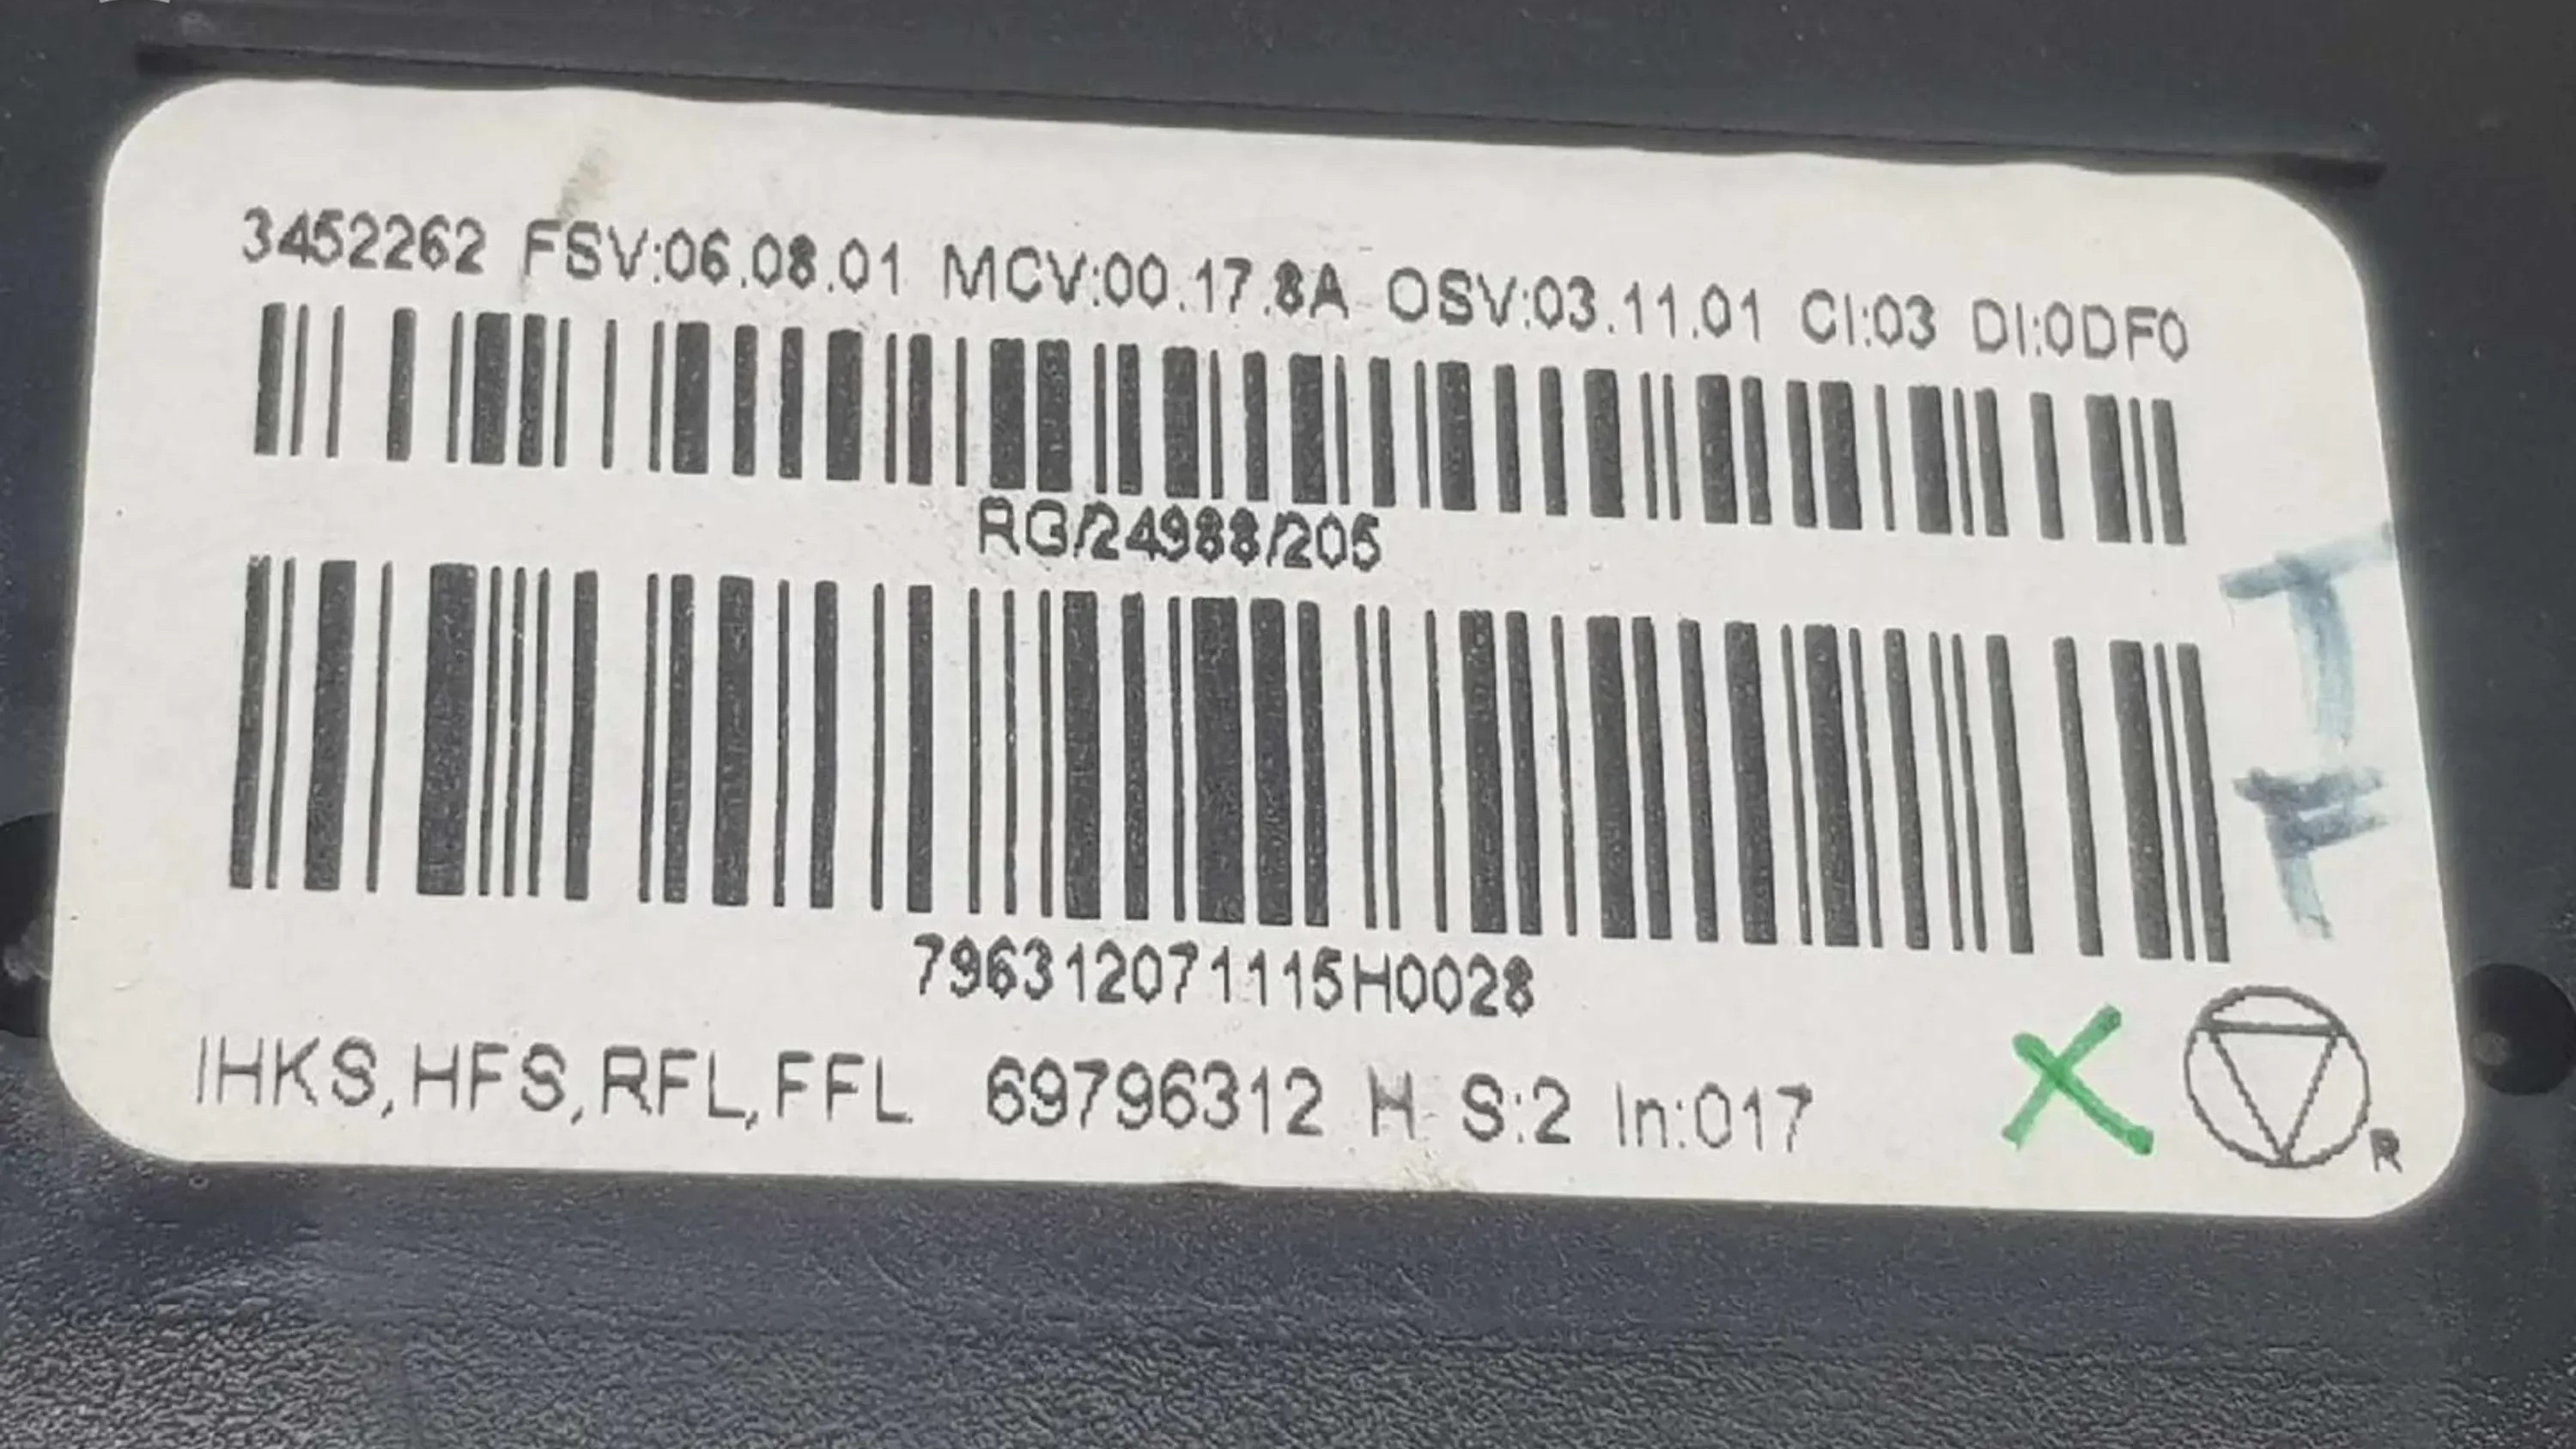 3452262 FSV:06.08.01 MCV:00.17.8A OSV:03.11.01 CI:03 DI:0DF0
RG/24988/205
796312071115H0028
IHKS,HFS,RFL,FFL 69796312 H S:2 In:017
X
R
T
F